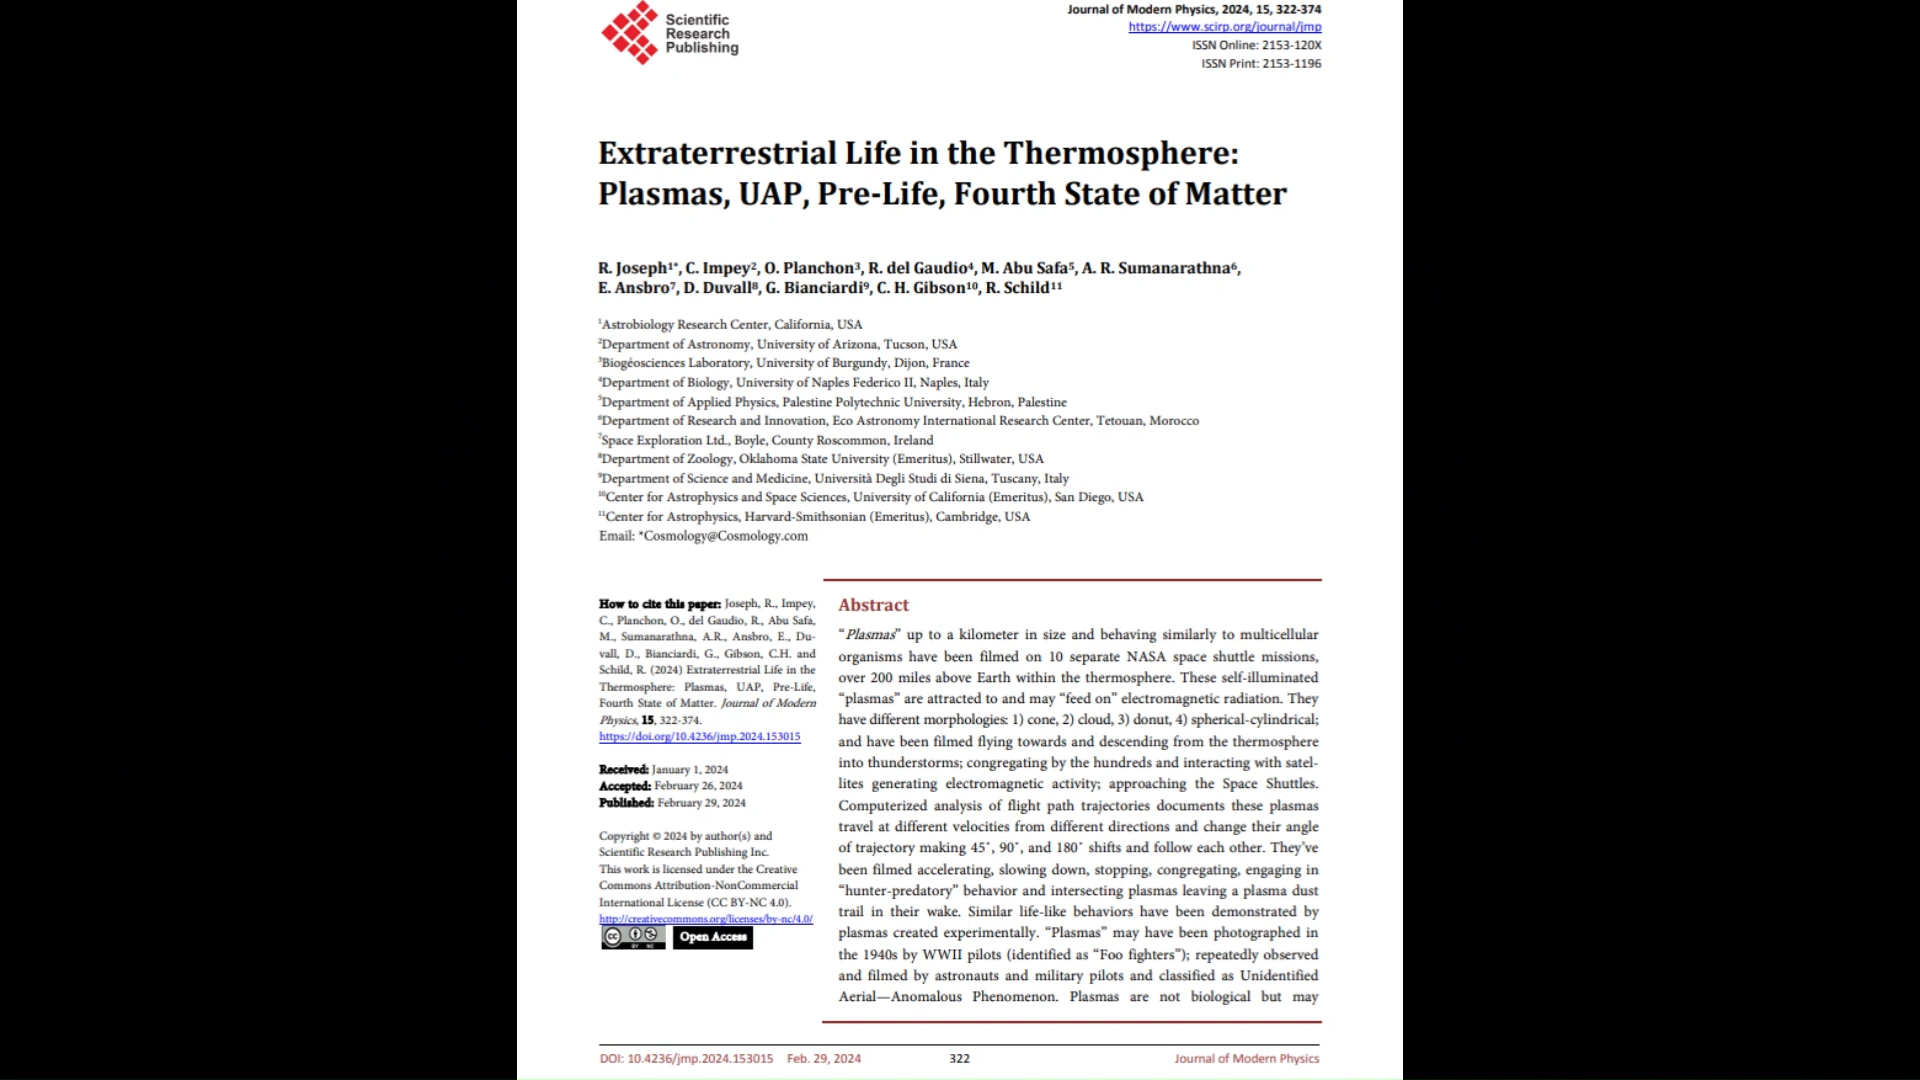 Scientific
Research
Publishing
Journal of Modern Physics, 2024, 15, 322-374
https://www.scirp.org/journal/jmp
ISSN Online: 2153-120X
ISSN Print: 2153-1196
Extraterrestrial Life in the Thermosphere:
Plasmas, UAP, Pre-Life, Fourth State of Matter
R. Joseph1*, C. Impey2, O. Planchon3, R. del Gaudio4, M. Abu Safa5, A. R. Sumanarathna6,
E. Ansbro7, D. Duvall8, G. Bianciardi9, C. H. Gibson10, R. Schild11
1Astrobiology Research Center, California, USA
2Department of Astronomy, University of Arizona, Tucson, USA
3Biogéosciences Laboratory, University of Burgundy, Dijon, France
4Department of Biology, University of Naples Federico II, Naples, Italy
5Department of Applied Physics, Palestine Polytechnic University, Hebron, Palestine
6Department of Research and Innovation, Eco Astronomy International Research Center, Tetouan, Morocco
7Space Exploration Ltd., Boyle, County Roscommon, Ireland
8Department of Zoology, Oklahoma State University (Emeritus), Stillwater, USA
9Department of Science and Medicine, Università Degli Studi di Siena, Tuscany, Italy
10Center for Astrophysics and Space Sciences, University of California (Emeritus), San Diego, USA
11Center for Astrophysics, Harvard-Smithsonian (Emeritus), Cambridge, USA
Email: *Cosmology@Cosmology.com
How to cite this paper: Joseph, R., Impey,
C., Planchon, O., del Gaudio, R., Abu Safa,
M., Sumanarathna, A.R., Ansbro, E., Du-
vall, D., Bianciardi, G., Gibson, C.H. and
Schild, R. (2024) Extraterrestrial Life in the
Thermosphere: Plasmas, UAP, Pre-Life,
Fourth State of Matter. Journal of Modern
Physics, 15, 322-374.
https://doi.org/10.4236/jmp.2024.153015
Received: January 1, 2024
Accepted: February 26, 2024
Published: February 29, 2024
Copyright © 2024 by author(s) and
Scientific Research Publishing Inc.
This work is licensed under the Creative
Commons Attribution-NonCommercial
International License (CC BY-NC 4.0).
http://creativecommons.org/licenses/by-nc/4.0/
cc BY NC Open Access
Abstract
“Plasmas” up to a kilometer in size and behaving similarly to multicellular
organisms have been filmed on 10 separate NASA space shuttle missions,
over 200 miles above Earth within the thermosphere. These self-illuminated
“plasmas” are attracted to and may “feed on” electromagnetic radiation. They
have different morphologies: 1) cone, 2) cloud, 3) donut, 4) spherical-cylindrical;
and have been filmed flying towards and descending from the thermosphere
into thunderstorms; congregating by the hundreds and interacting with satel-
lites generating electromagnetic activity; approaching the Space Shuttles.
Computerized analysis of flight path trajectories documents these plasmas
travel at different velocities from different directions and change their angle
of trajectory making 45˚, 90˚, and 180˚ shifts and follow each other. They’ve
been filmed accelerating, slowing down, stopping, congregating, engaging in
“hunter-predatory” behavior and intersecting plasmas leaving a plasma dust
trail in their wake. Similar life-like behaviors have been demonstrated by
plasmas created experimentally. “Plasmas” may have been photographed in
the 1940s by WWII pilots (identified as “Foo fighters”); repeatedly observed
and filmed by astronauts and military pilots and classified as Unidentified
Aerial—Anomalous Phenomenon. Plasmas are not biological but may
DOI: 10.4236/jmp.2024.153015 Feb. 29, 2024
322
Journal of Modern Physics